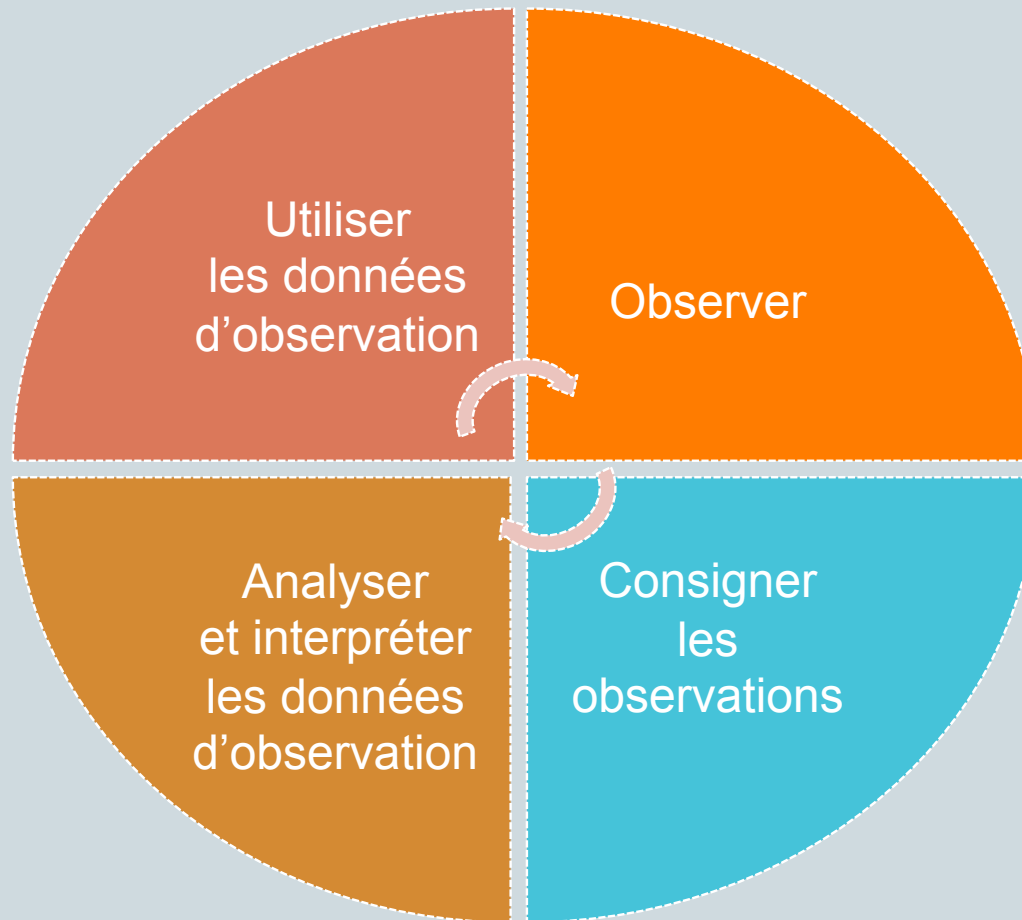 Utiliser
les données
d’observation
Observer
Analyser
et interpréter
les données
d’observation
Consigner
les
observations